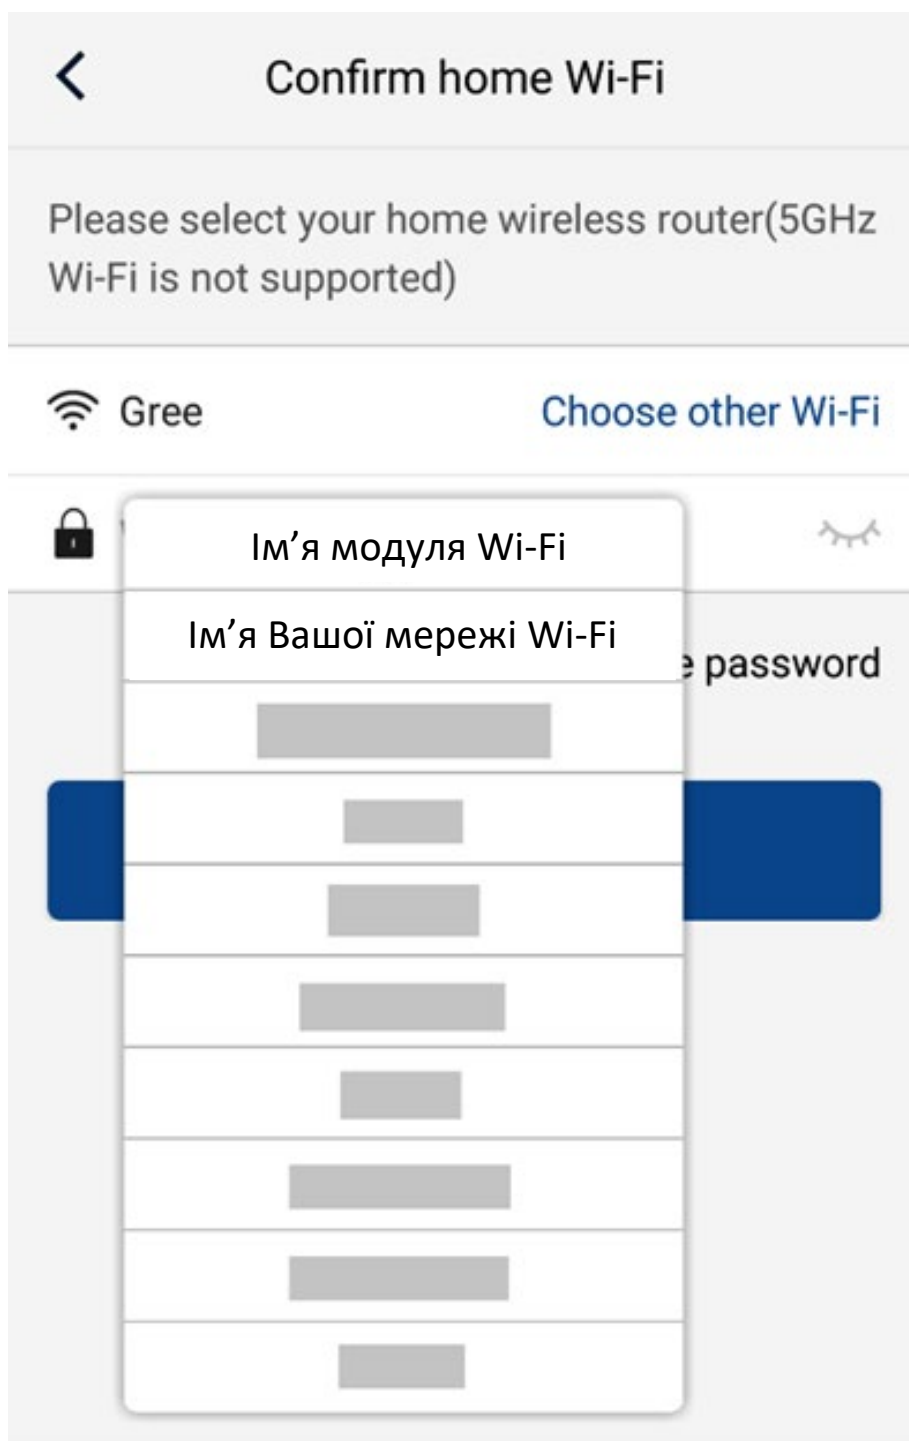 Confirm home Wi-Fi
Please select your home wireless router(5GHz
Wi-Fi is not supported)
Gree
Choose other Wi-Fi
Ім’я модуля Wi-Fi
Ім’я Вашої мережі Wi-Fi
password